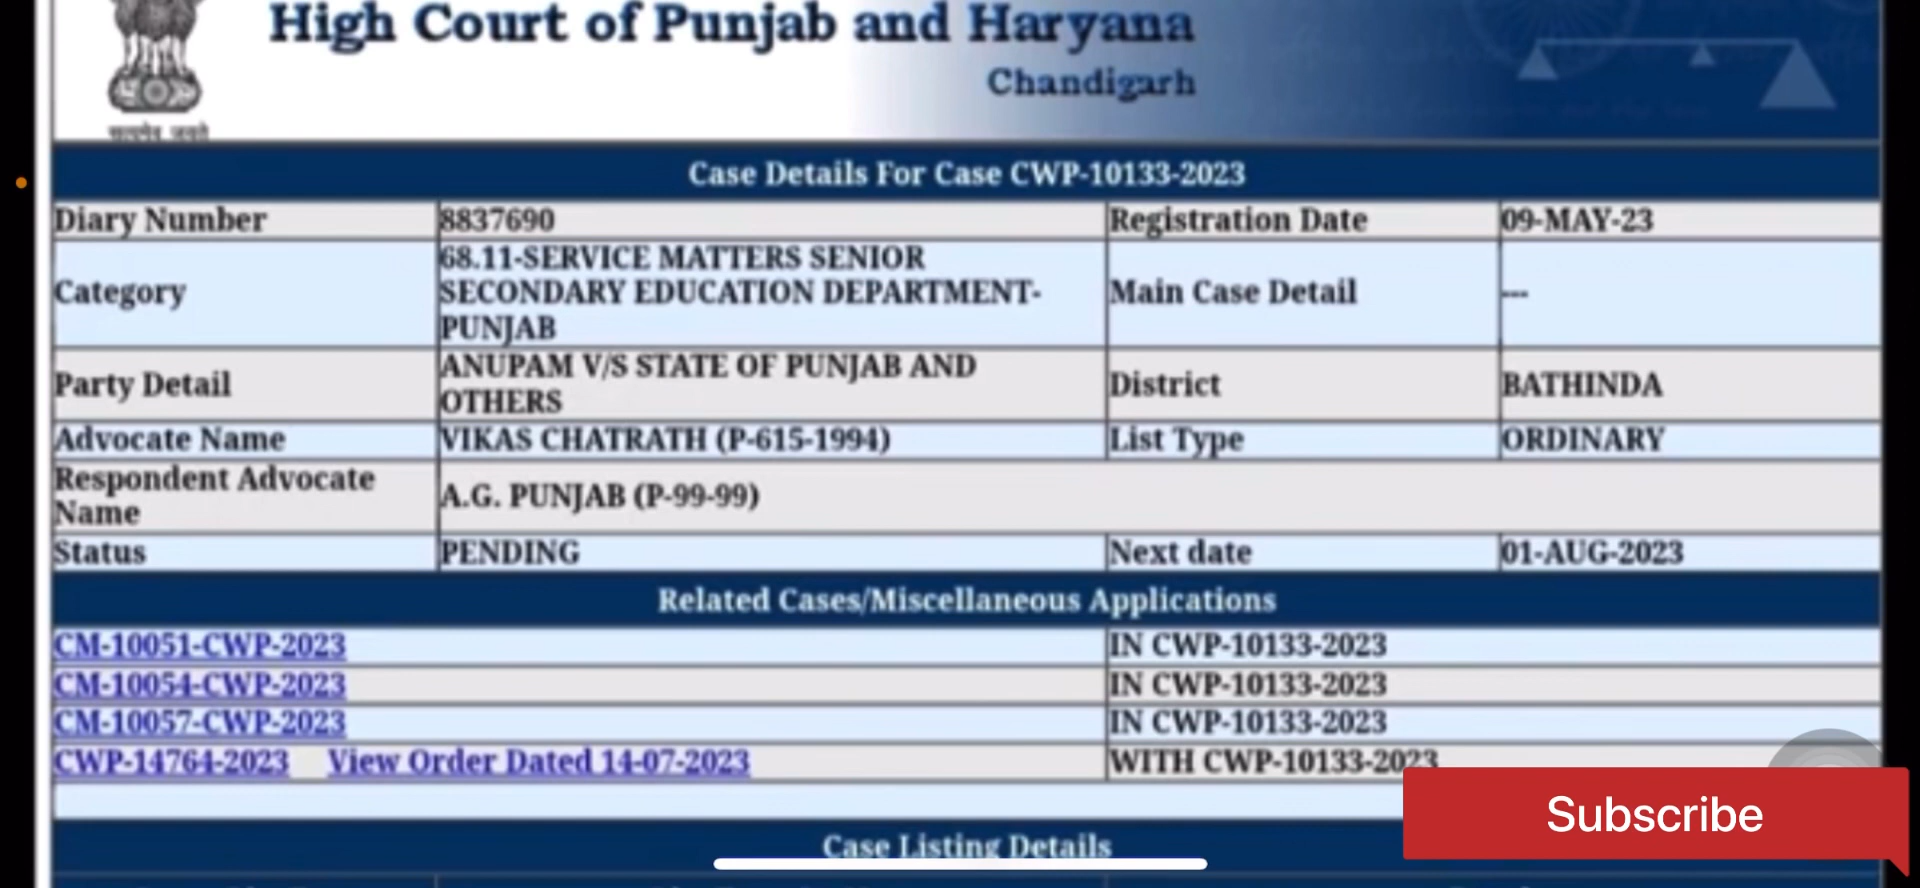 High Court of Punjab and Haryana
Chandigarh
सत्यमेव जयते
Case Details For Case CWP-10133-2023
Diary Number 8837690 Registration Date 09-MAY-23
Category 68.11-SERVICE MATTERS SENIOR SECONDARY EDUCATION DEPARTMENT-PUNJAB Main Case Detail ---
Party Detail ANUPAM V/S STATE OF PUNJAB AND OTHERS District BATHINDA
Advocate Name VIKAS CHATRATH (P-615-1994) List Type ORDINARY
Respondent Advocate Name A.G. PUNJAB (P-99-99)
Status PENDING Next date 01-AUG-2023
Related Cases/Miscellaneous Applications
CM-10051-CWP-2023 IN CWP-10133-2023
CM-10054-CWP-2023 IN CWP-10133-2023
CM-10057-CWP-2023 IN CWP-10133-2023
CWP-14764-2023 View Order Dated 14-07-2023 WITH CWP-10133-2023
Subscribe
Case Listing Details